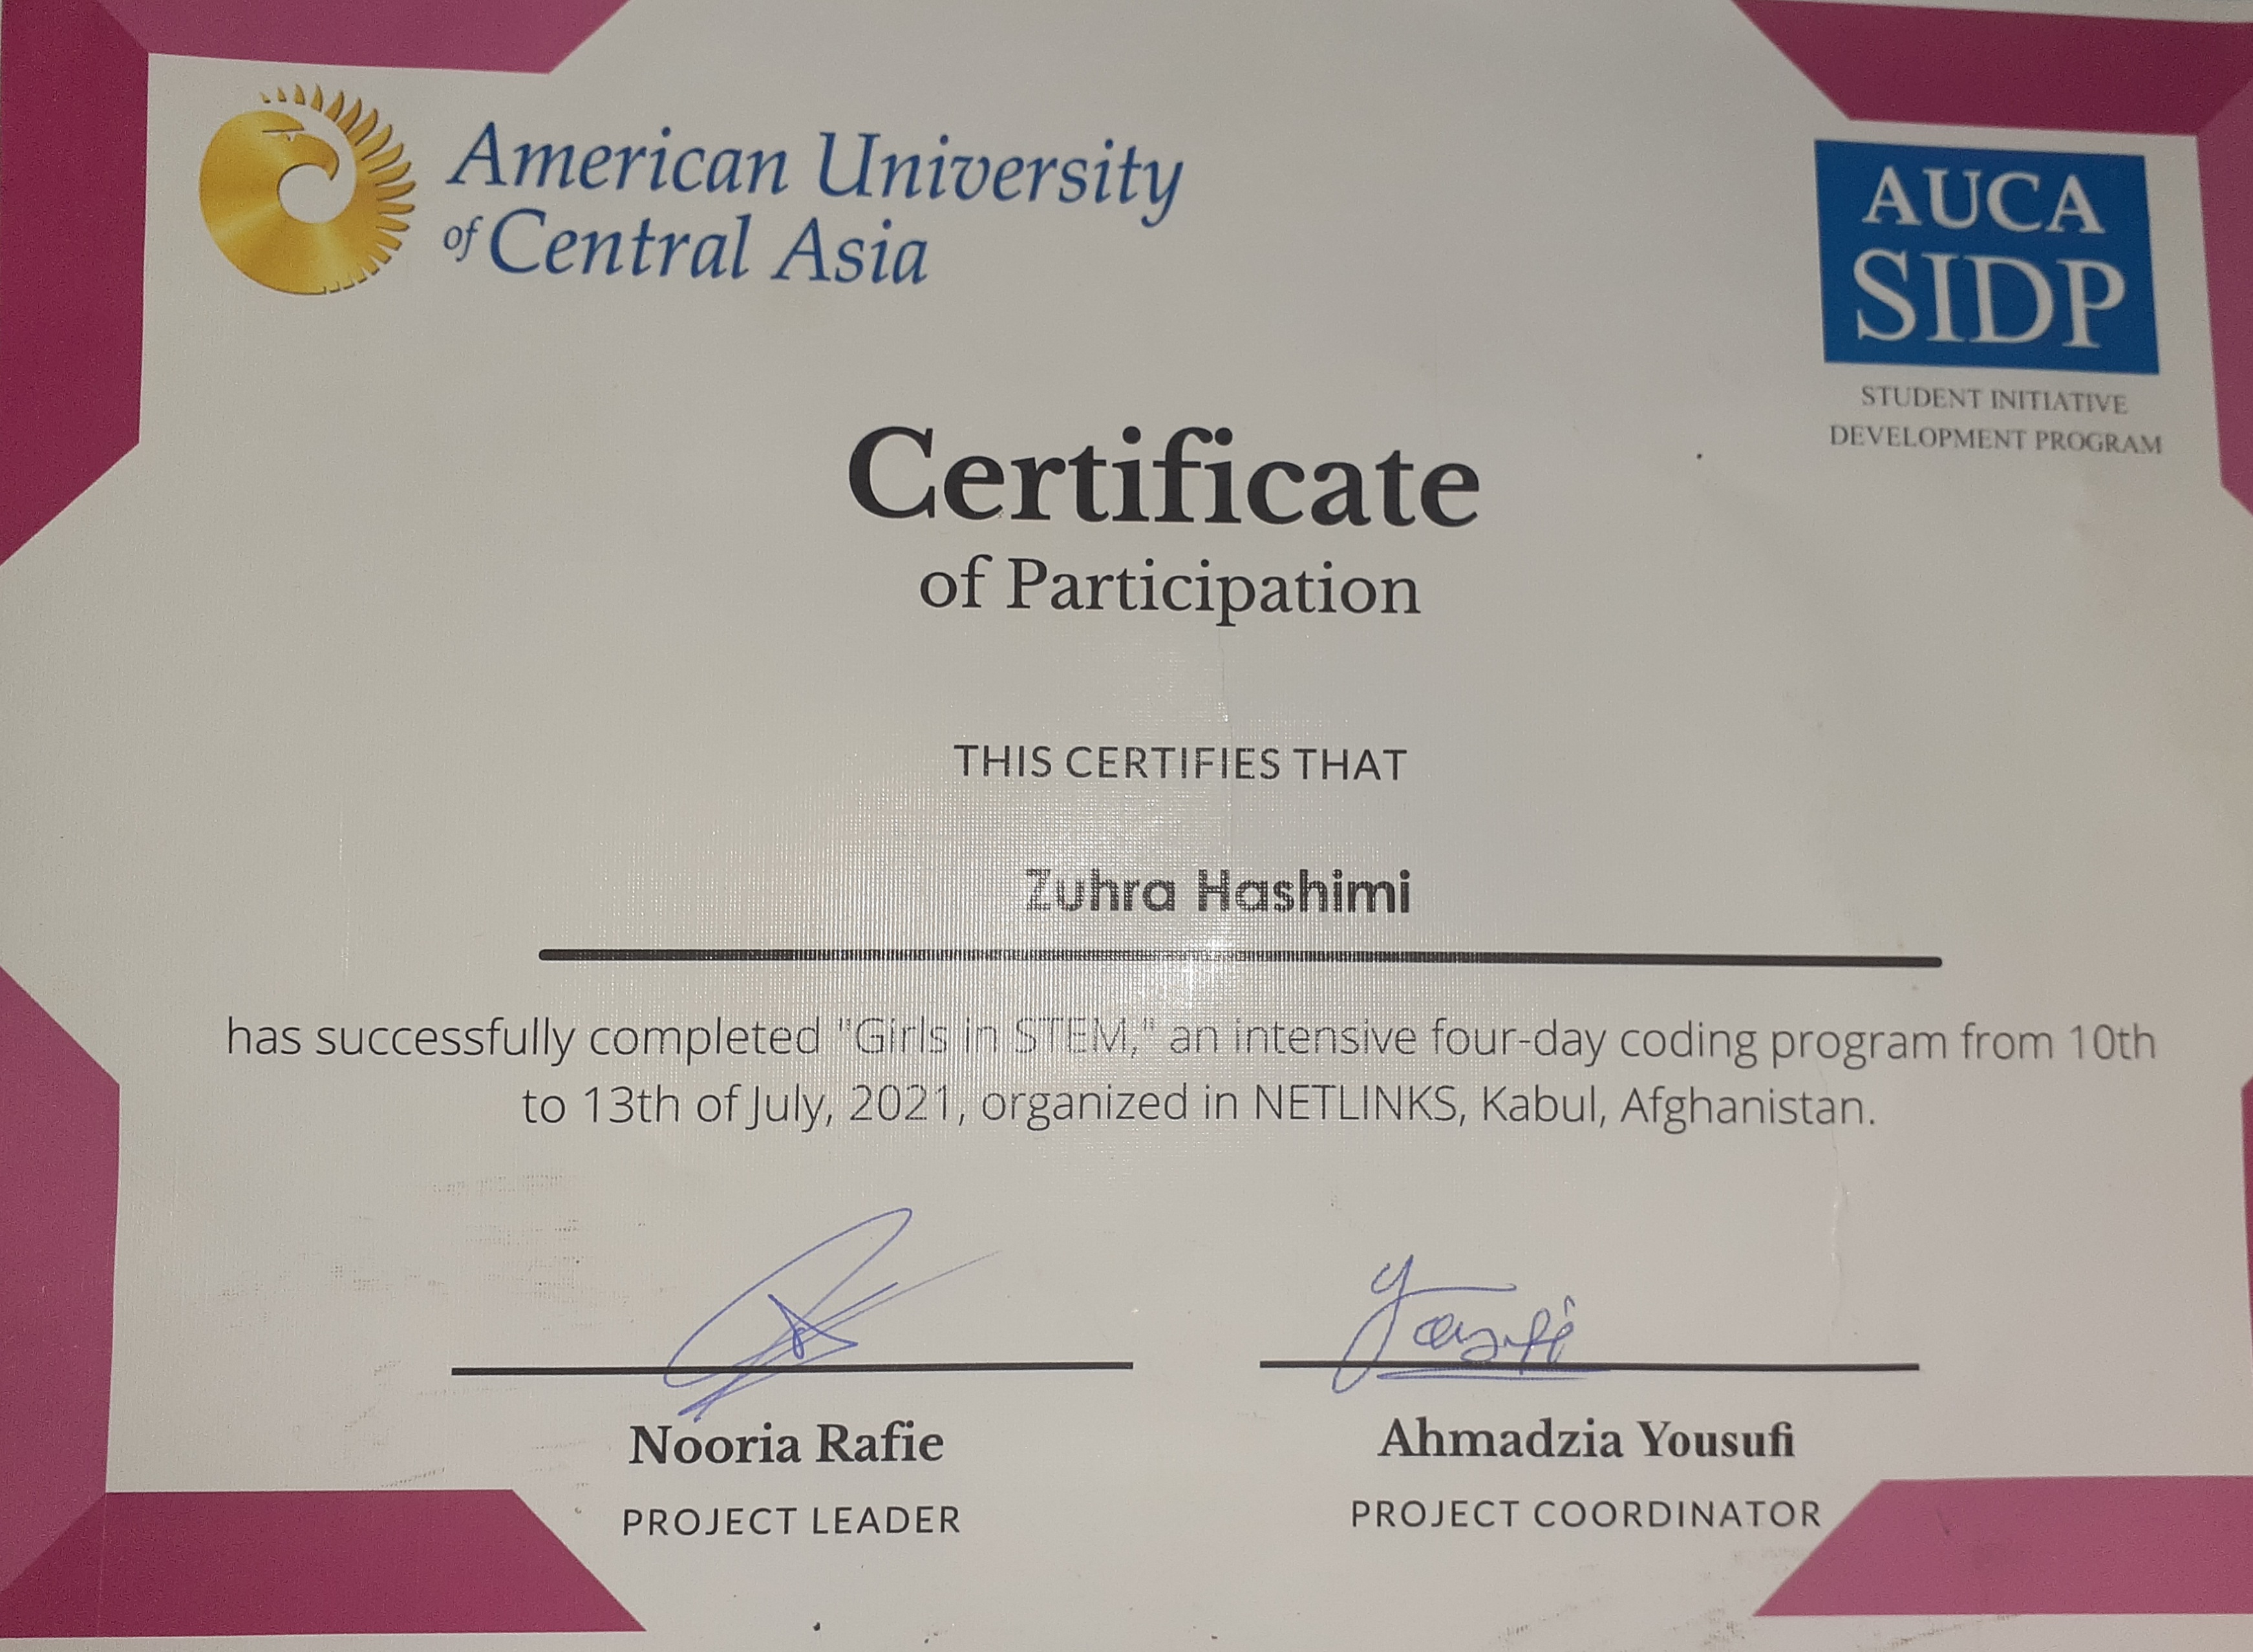 American University
of Central Asia
AUCA
SIDP
STUDENT INITIATIVE
DEVELOPMENT PROGRAM
Certificate
of Participation
THIS CERTIFIES THAT
Zuhra Hashimi
has successfully completed "Girls in STEM," an intensive four-day coding program from 10th
to 13th of July, 2021, organized in NETLINKS, Kabul, Afghanistan.
Yousufi
Nooria Rafie
Ahmadzia Yousufi
PROJECT LEADER
PROJECT COORDINATOR